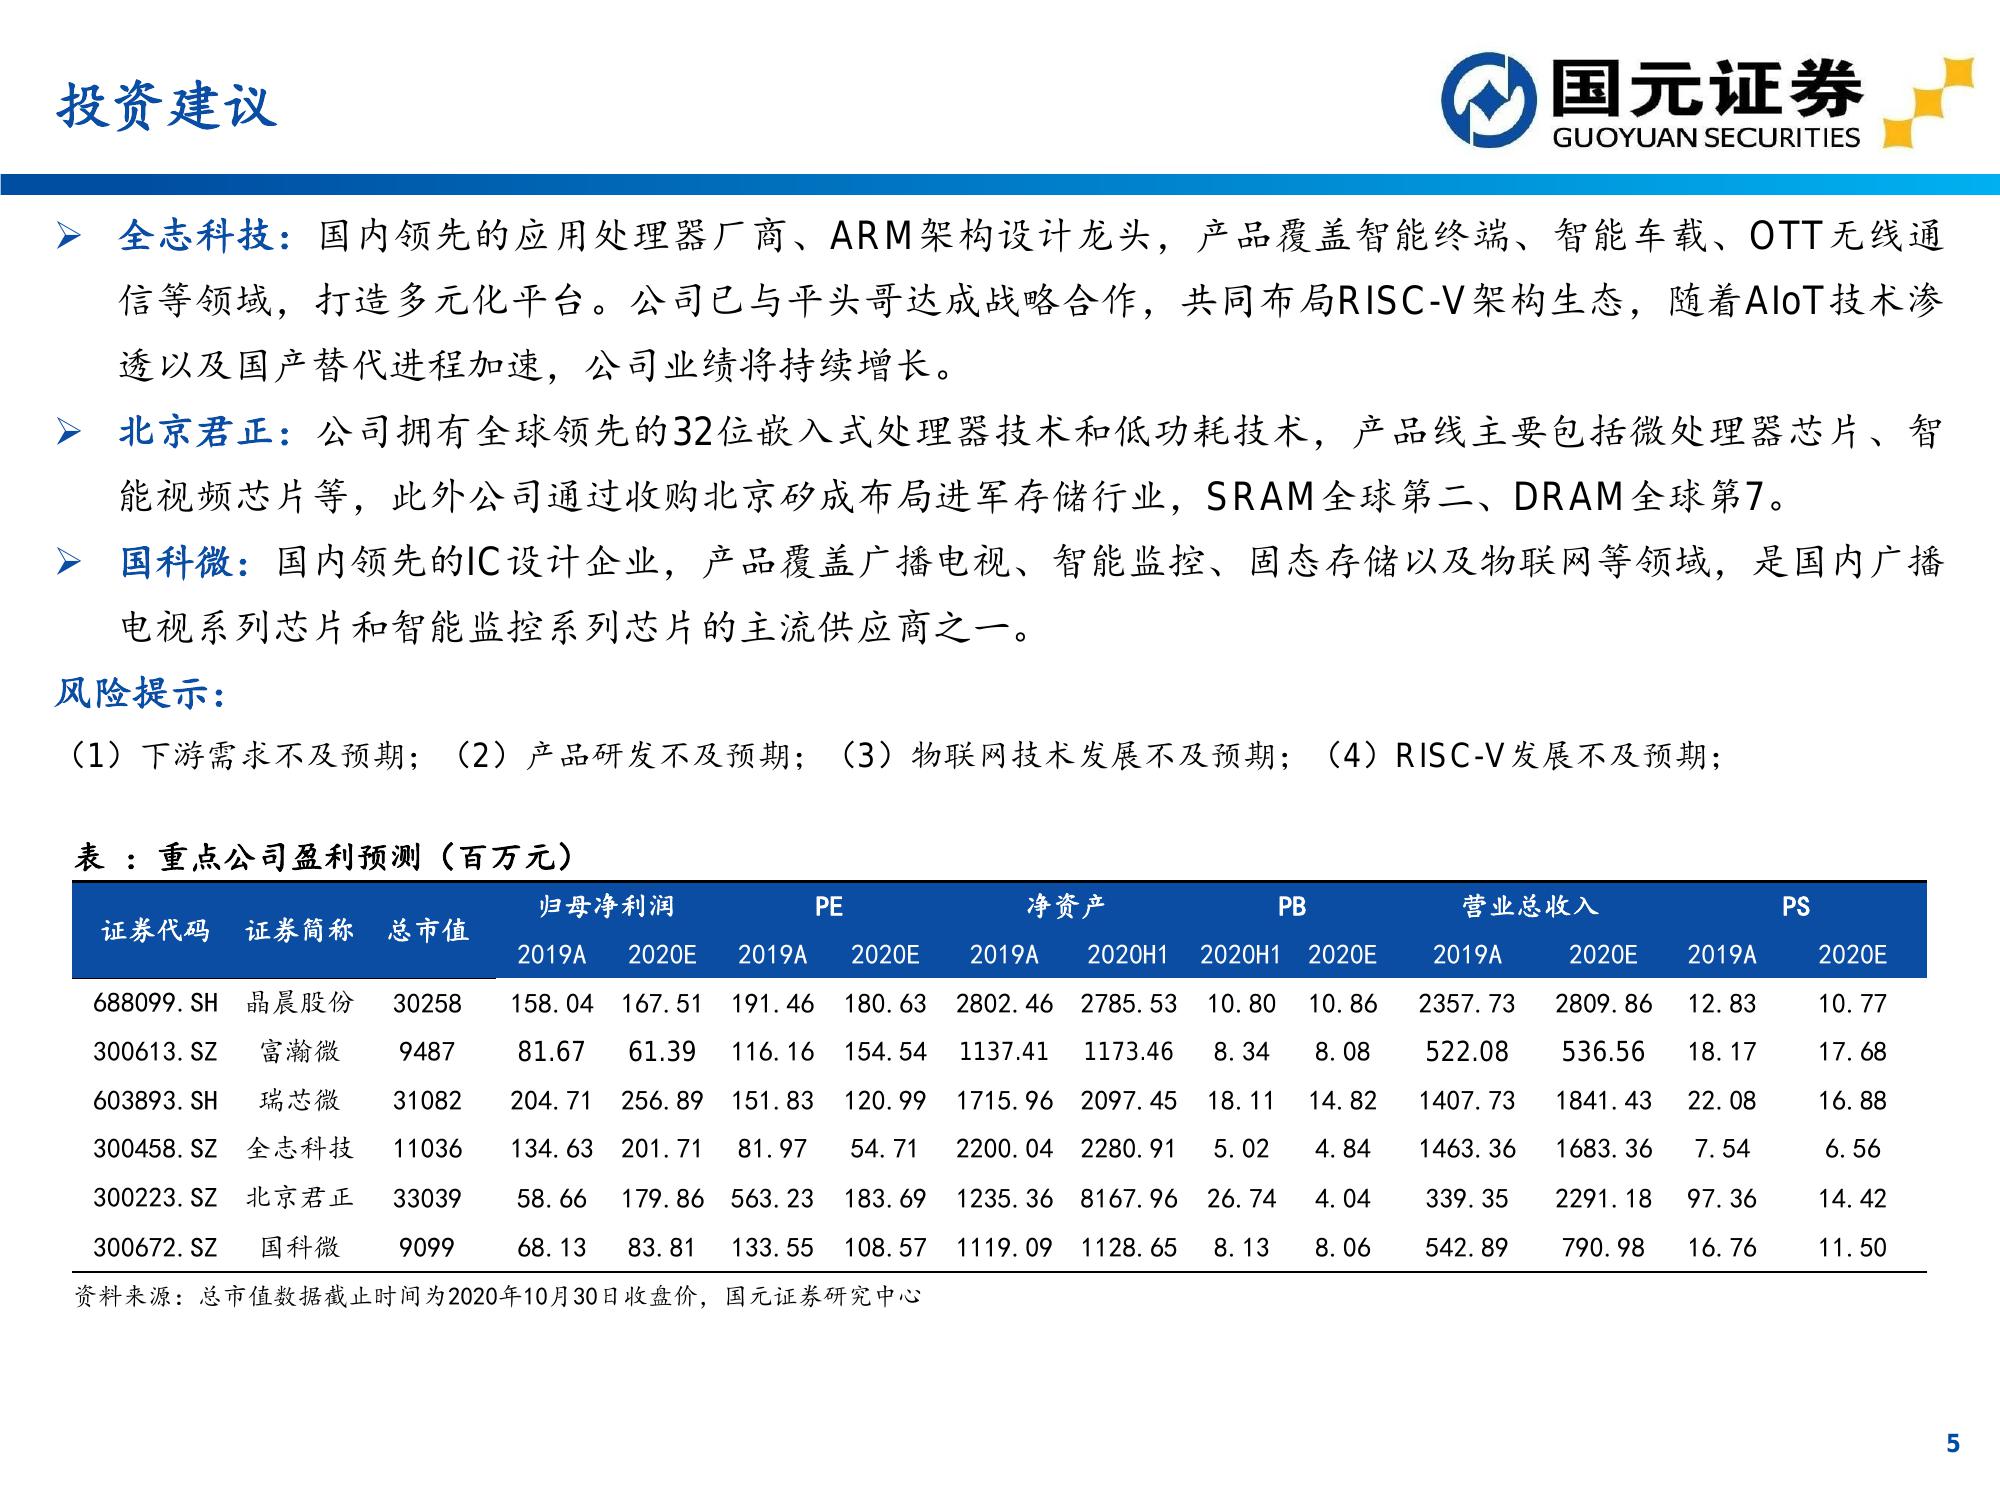 投资建议
国元证券
GUOYUAN SECURITIES
➢ 全志科技：国内领先的应用处理器厂商、ARM架构设计龙头，产品覆盖智能终端、智能车载、OTT无线通
信等领域，打造多元化平台。公司已与平头哥达成战略合作，共同布局RISC-V架构生态，随着AIoT技术渗
透以及国产替代进程加速，公司业绩将持续增长。
➢ 北京君正：公司拥有全球领先的32位嵌入式处理器技术和低功耗技术，产品线主要包括微处理器芯片、智
能视频芯片等，此外公司通过收购北京矽成布局进军存储行业，SRAM全球第二、DRAM全球第7。
➢ 国科微：国内领先的IC设计企业，产品覆盖广播电视、智能监控、固态存储以及物联网等领域，是国内广播
电视系列芯片和智能监控系列芯片的主流供应商之一。
风险提示：
（1）下游需求不及预期；（2）产品研发不及预期；（3）物联网技术发展不及预期；（4）RISC-V发展不及预期；
表 ：重点公司盈利预测（百万元）
证券代码 证券简称 总市值 归母净利润 PE 净资产 PB 营业总收入 PS
2019A 2020E 2019A 2020E 2019A 2020H1 2020H1 2020E 2019A 2020E 2019A 2020E
688099.SH 晶晨股份 30258 158.04 167.51 191.46 180.63 2802.46 2785.53 10.80 10.86 2357.73 2809.86 12.83 10.77
300613.SZ 富瀚微 9487 81.67 61.39 116.16 154.54 1137.41 1173.46 8.34 8.08 522.08 536.56 18.17 17.68
603893.SH 瑞芯微 31082 204.71 256.89 151.83 120.99 1715.96 2097.45 18.11 14.82 1407.73 1841.43 22.08 16.88
300458.SZ 全志科技 11036 134.63 201.71 81.97 54.71 2200.04 2280.91 5.02 4.84 1463.36 1683.36 7.54 6.56
300223.SZ 北京君正 33039 58.66 179.86 563.23 183.69 1235.36 8167.96 26.74 4.04 339.35 2291.18 97.36 14.42
300672.SZ 国科微 9099 68.13 83.81 133.55 108.57 1119.09 1128.65 8.13 8.06 542.89 790.98 16.76 11.50
资料来源：总市值数据截止时间为2020年10月30日收盘价，国元证券研究中心
5